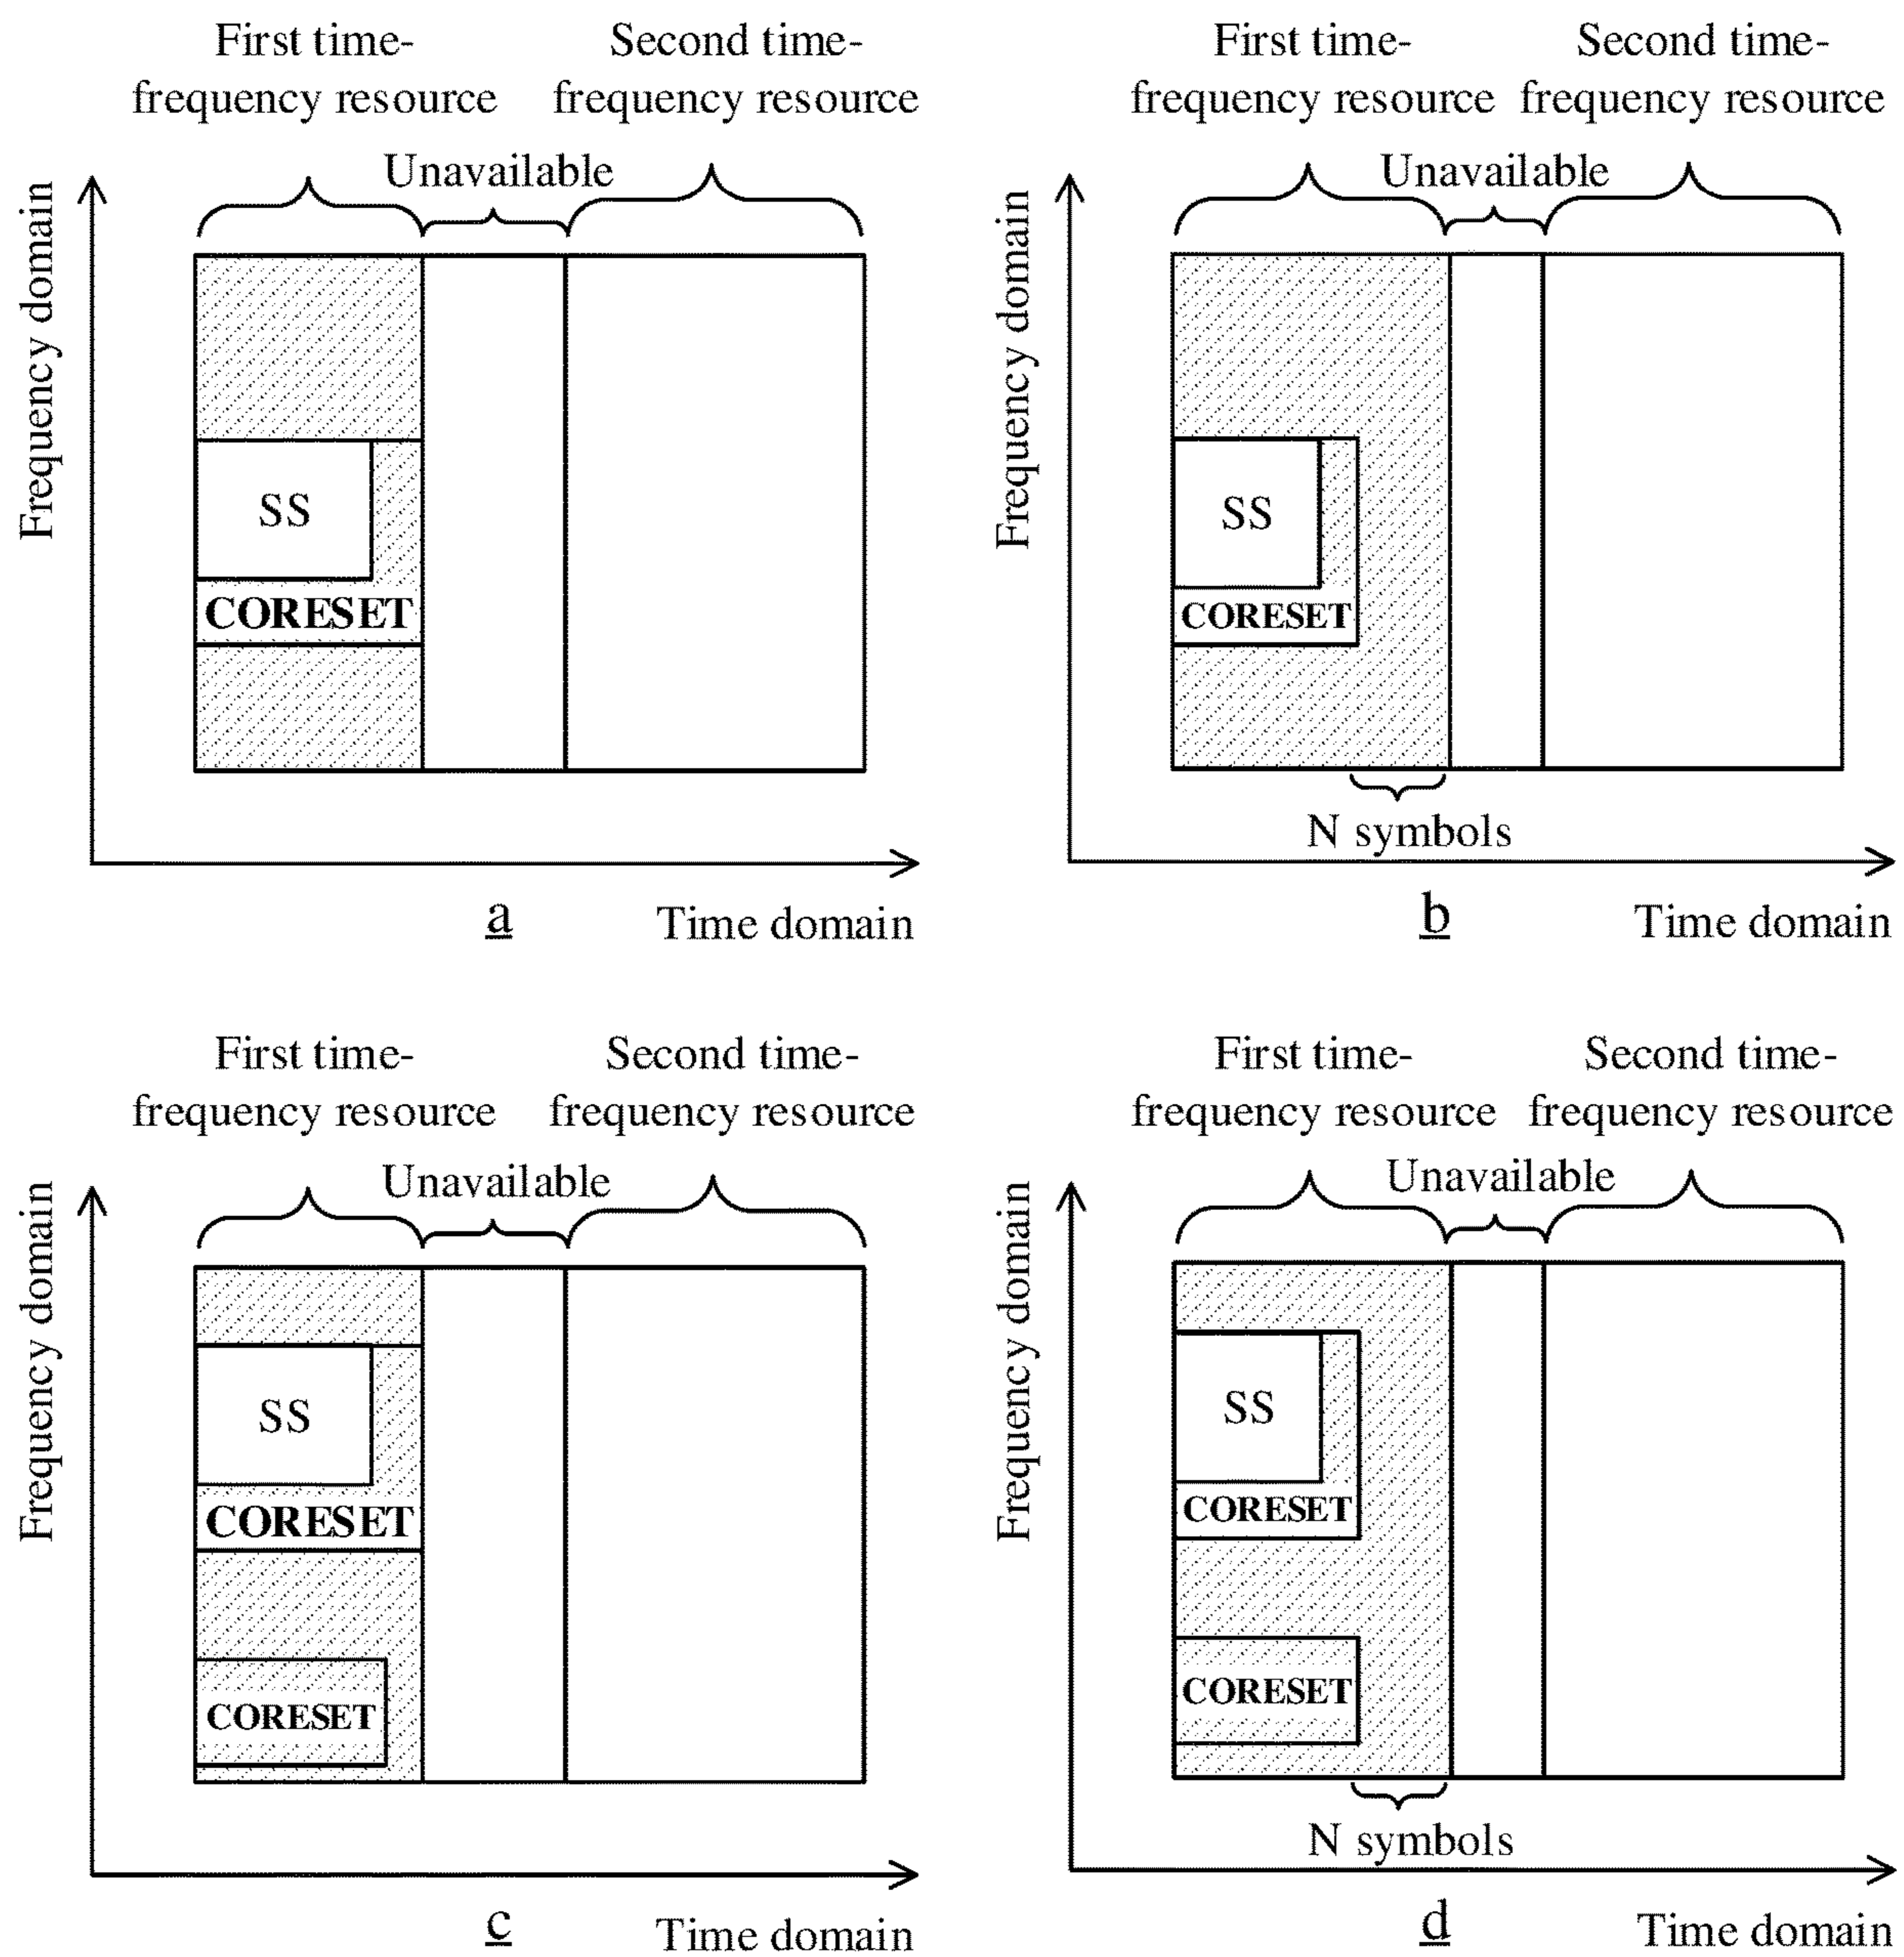 First time-
frequency resource
Second time-
frequency resource
Unavailable
Frequency domain
SS
CORESET
a
Time domain
First time-
frequency resource
Second time-
frequency resource
Unavailable
Frequency domain
SS
CORESET
N symbols
b
Time domain
First time-
frequency resource
Second time-
frequency resource
Unavailable
Frequency domain
SS
CORESET
CORESET
c
Time domain
First time-
frequency resource
Second time-
frequency resource
Unavailable
Frequency domain
SS
CORESET
CORESET
N symbols
d
Time domain